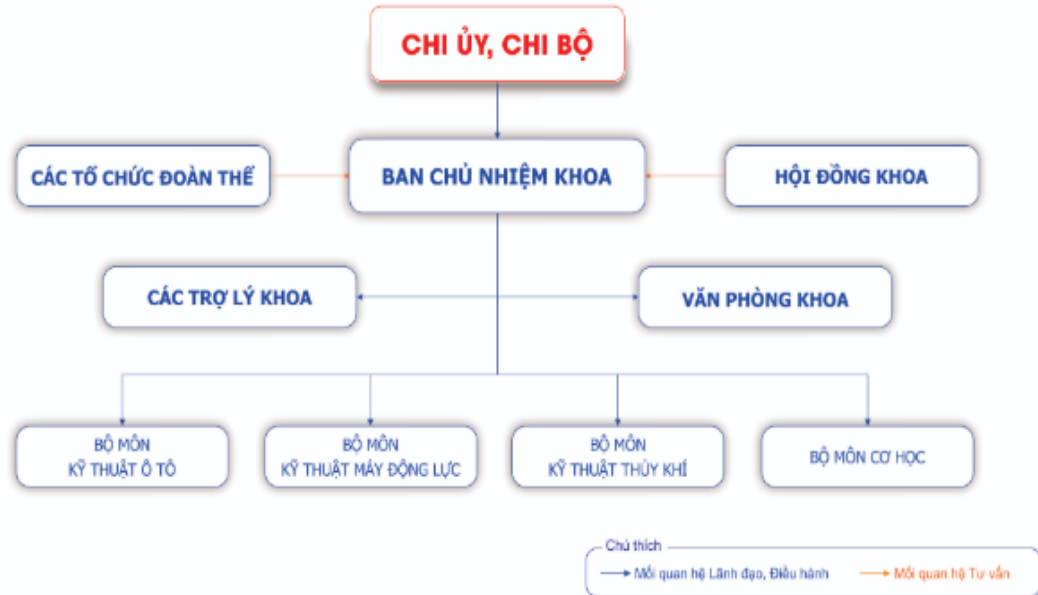 CHI ỦY, CHI BỘ
CÁC TỔ CHỨC ĐOÀN THỂ
BAN CHỦ NHIỆM KHOA
HỘI ĐỒNG KHOA
CÁC TRỢ LÝ KHOA
VĂN PHÒNG KHOA
BỘ MÔN
KỸ THUẬT Ô TÔ
BỘ MÔN
KỸ THUẬT MÁY ĐỘNG LỰC
BỘ MÔN
KỸ THUẬT THỦY KHÍ
BỘ MÔN CƠ HỌC
Chú thích
Mối quan hệ Lãnh đạo, Điều hành
Mối quan hệ Tư vấn